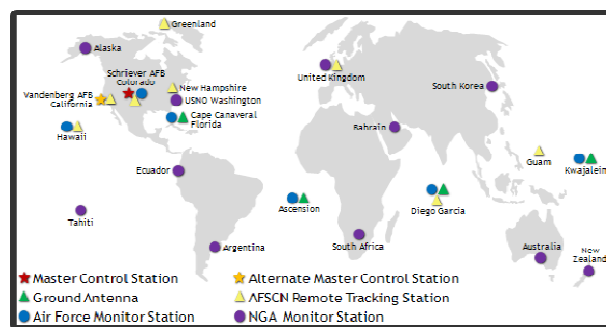 Greenland
Alaska
Schriever AFB
Colorado
Vandenberg AFB
California
New Hampshire
USNO Washington
Cape Canaveral
Florida
Hawaii
United Kingdom
South Korea
Bahrain
Guam
Kwajalein
Ecuador
Ascension
Diego Garcia
Tahiti
Argentina
South Africa
Australia
New
Zealand
Master Control Station
Alternate Master Control Station
Ground Antenna
AFSCN Remote Tracking Station
Air Force Monitor Station
NGA Monitor Station